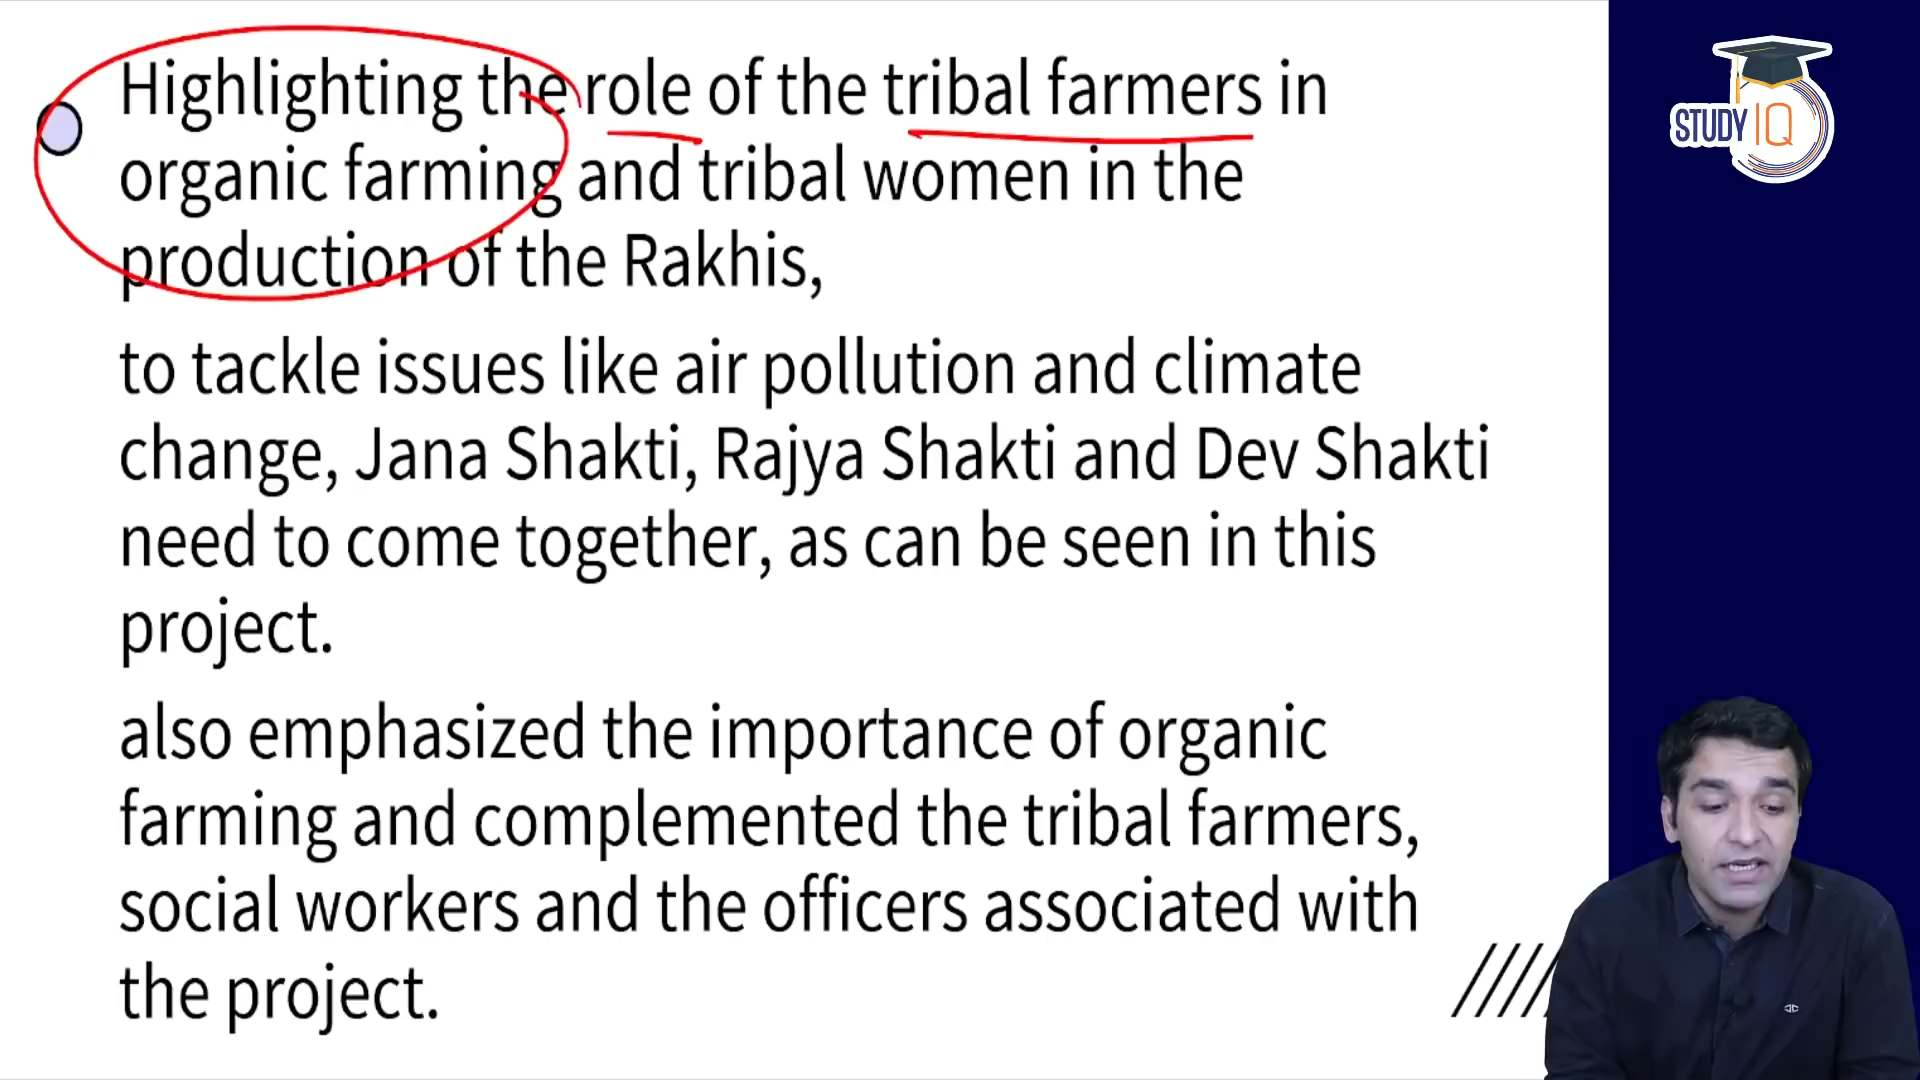 Highlighting the role of the tribal farmers in
organic farming and tribal women in the
production of the Rakhis,
to tackle issues like air pollution and climate
change, Jana Shakti, Rajya Shakti and Dev Shakti
need to come together, as can be seen in this
project.
also emphasized the importance of organic
farming and complemented the tribal farmers,
social workers and the officers associated with
the project.
STUDY IQ